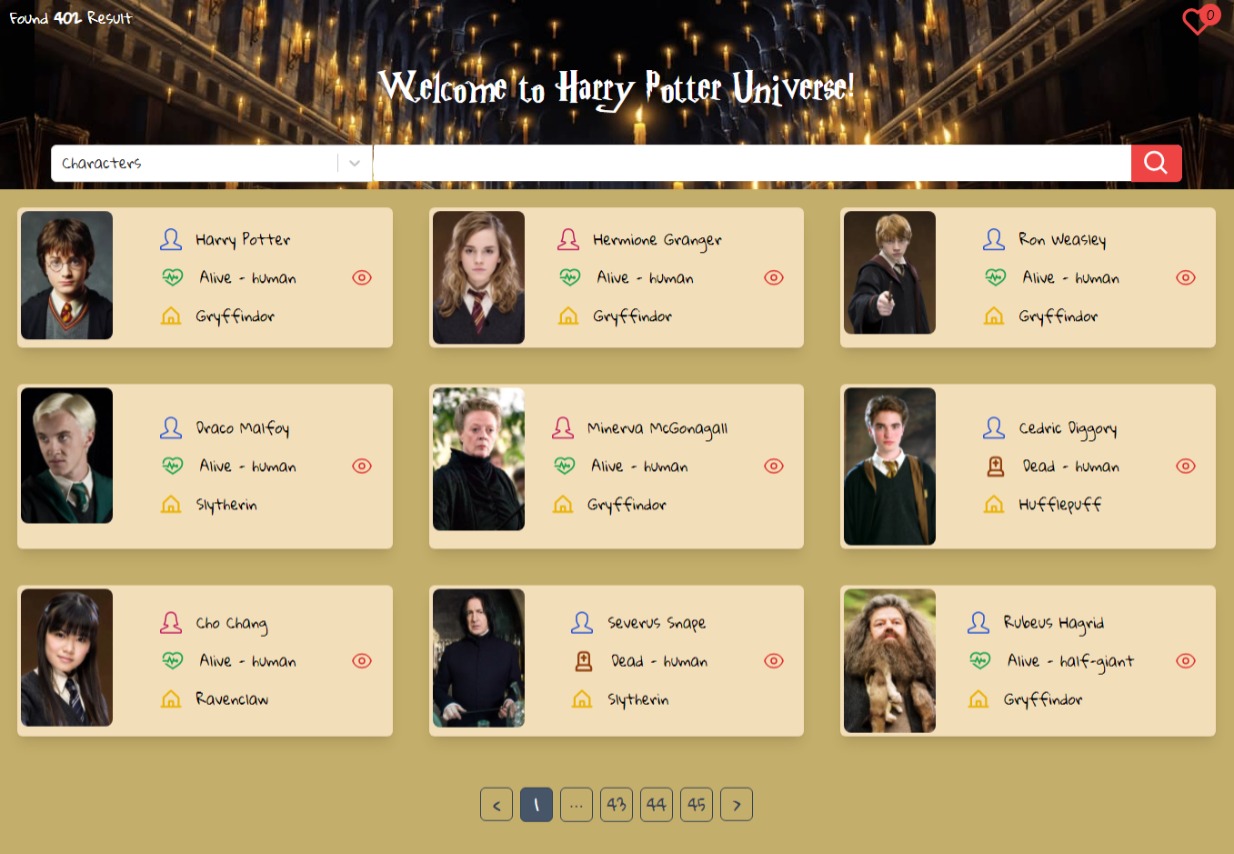 Found 402 Result
0
Welcome to Harry Potter Universe!
Characters
Harry Potter
Alive - human
Gryffindor
Hermione Granger
Alive - human
Gryffindor
Ron Weasley
Alive - human
Gryffindor
Draco Malfoy
Alive - human
Slytherin
Minerva McGonagall
Alive - human
Gryffindor
Cedric Diggory
Dead - human
Hufflepuff
Cho Chang
Alive - human
Ravenclaw
Severus Snape
Dead - human
Slytherin
Rubeus Hagrid
Alive - half-giant
Gryffindor
< 1 ... 43 44 45 >